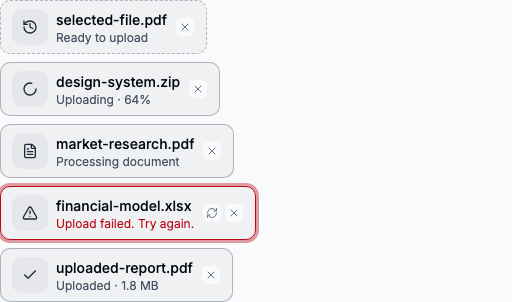 selected-file.pdf
Ready to upload
design-system.zip
Uploading · 64%
market-research.pdf
Processing document
financial-model.xlsx
Upload failed. Try again.
uploaded-report.pdf
Uploaded · 1.8 MB